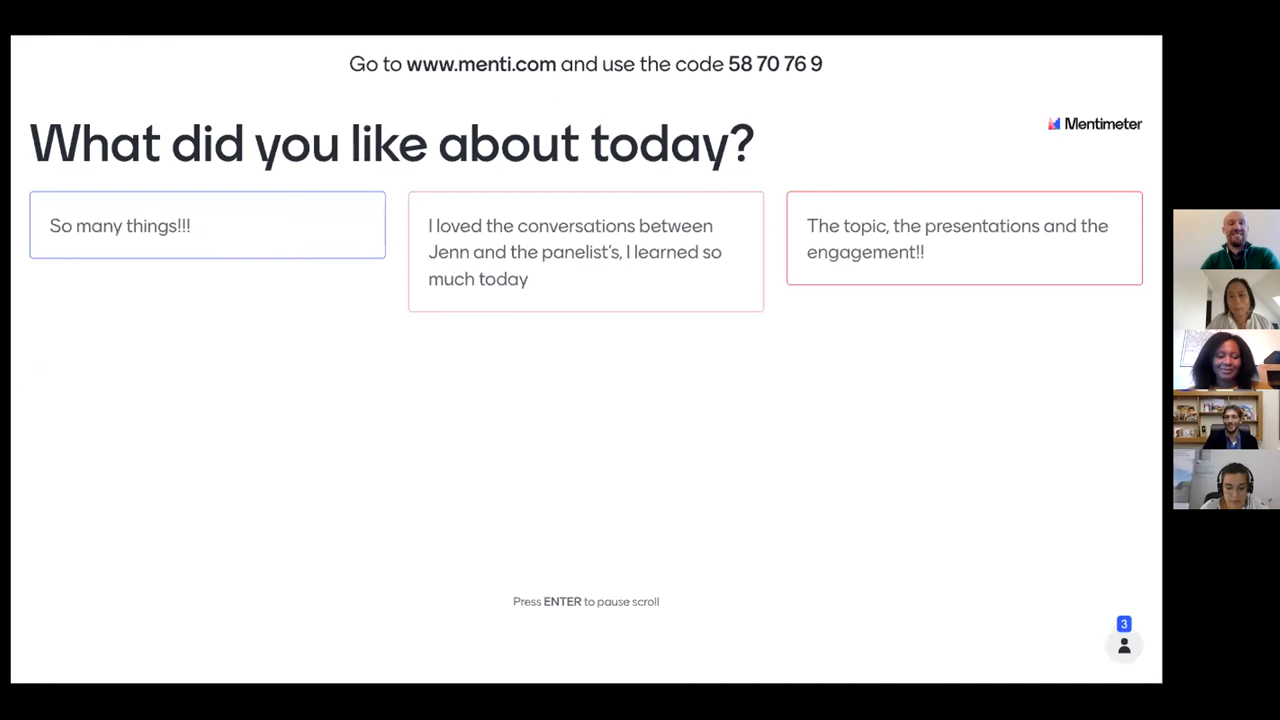 Go to www.menti.com and use the code 58 70 76 9
Mentimeter
What did you like about today?
So many things!!!
I loved the conversations between
Jenn and the panelist's, I learned so
much today
The topic, the presentations and the
engagement!!
Press ENTER to pause scroll
3